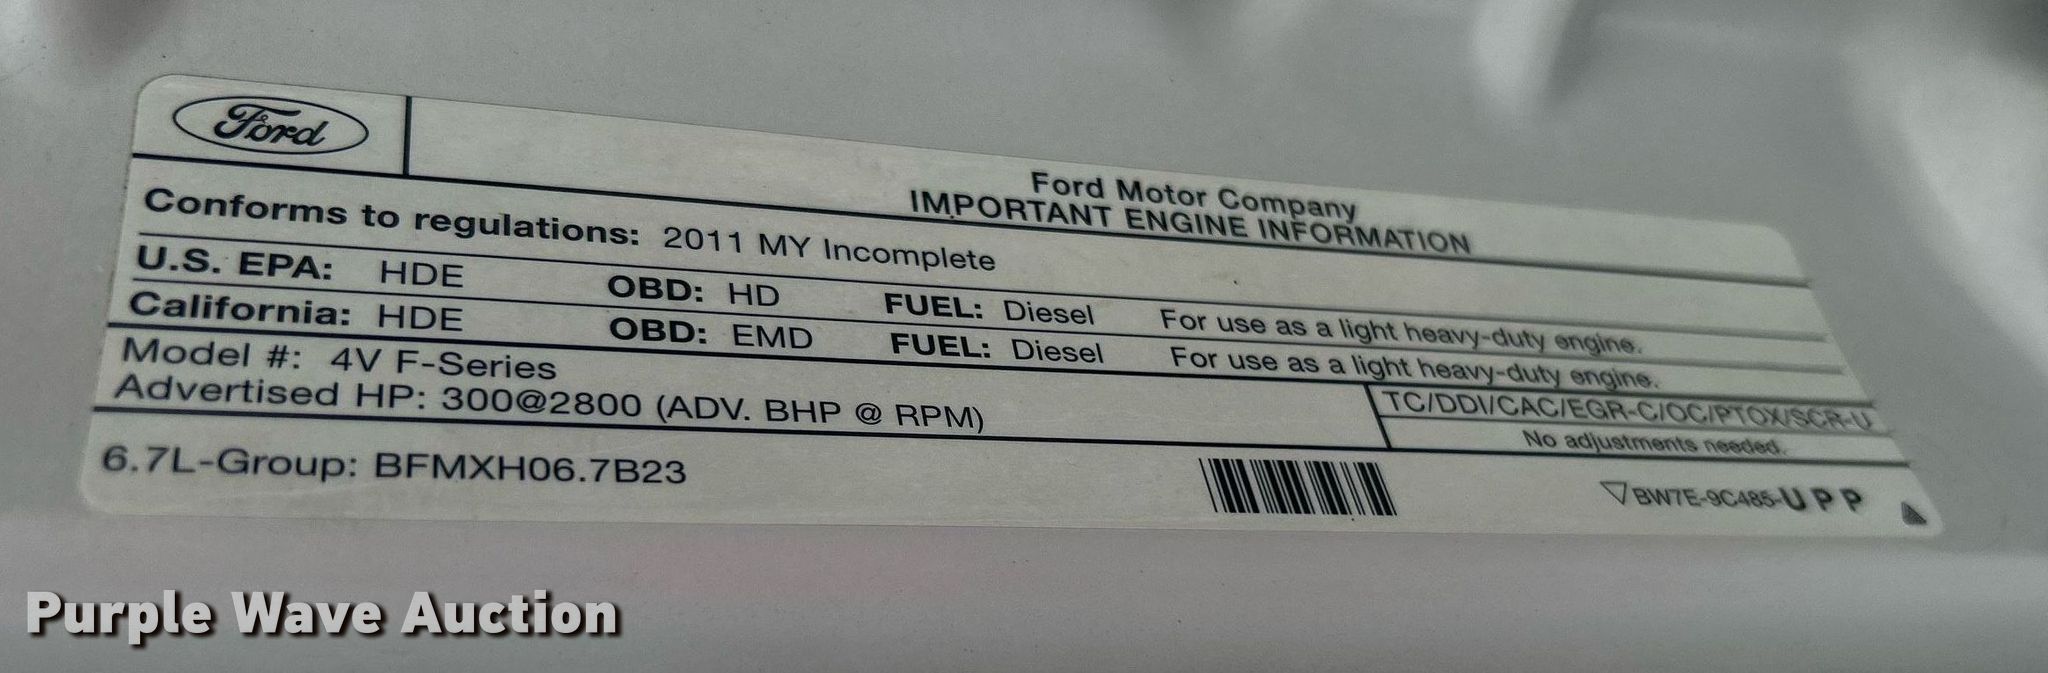 Ford
Ford Motor Company
IMPORTANT ENGINE INFORMATION
Conforms to regulations: 2011 MY Incomplete
U.S. EPA: HDE OBD: HD FUEL: Diesel For use as a light heavy-duty engine.
California: HDE OBD: EMD FUEL: Diesel For use as a light heavy-duty engine.
Model #: 4V F-Series
Advertised HP: 300@2800 (ADV. BHP @ RPM)
TC/DDI/CAC/EGR-C/OC/PTOX/SCR-U
No adjustments needed.
6.7L-Group: BFMXH06.7B23
BW7E-9C485-UPP
Purple Wave Auction